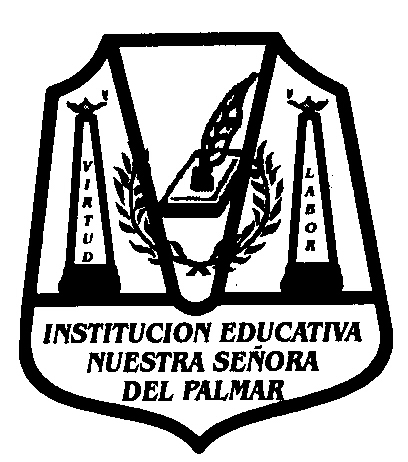 VIRTUD
LABOR
INSTITUCION EDUCATIVA
NUESTRA SEÑORA
DEL PALMAR